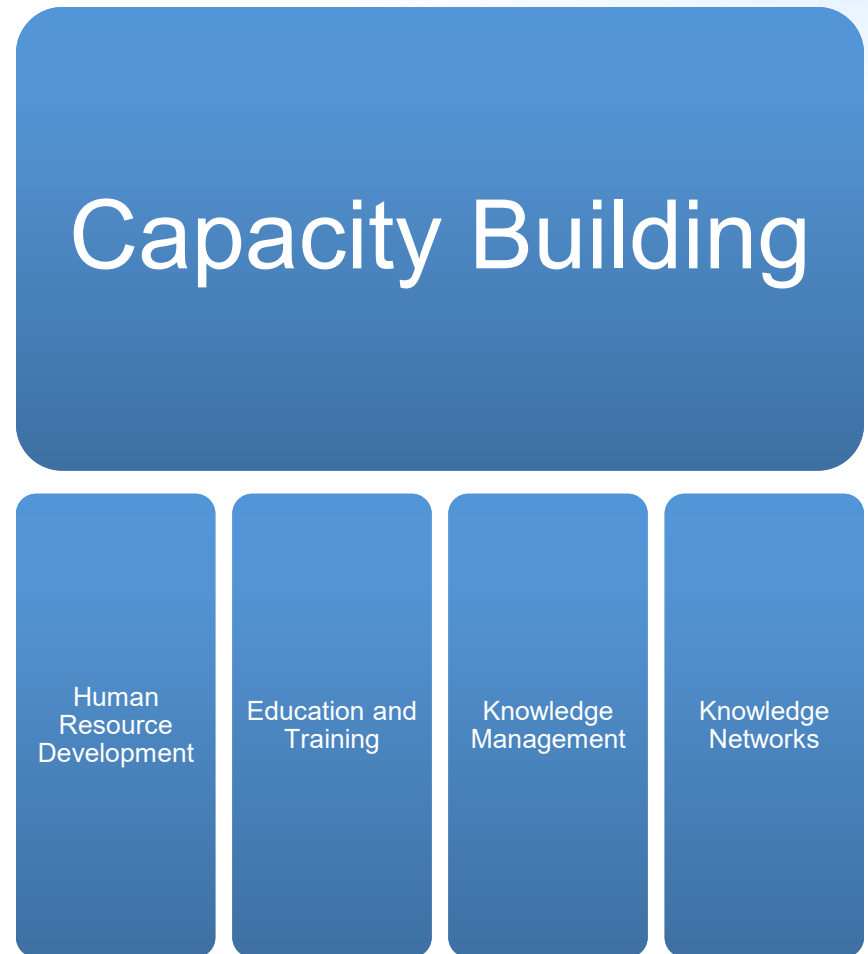 Capacity Building
Human
Resource
Development
Education and
Training
Knowledge
Management
Knowledge
Networks